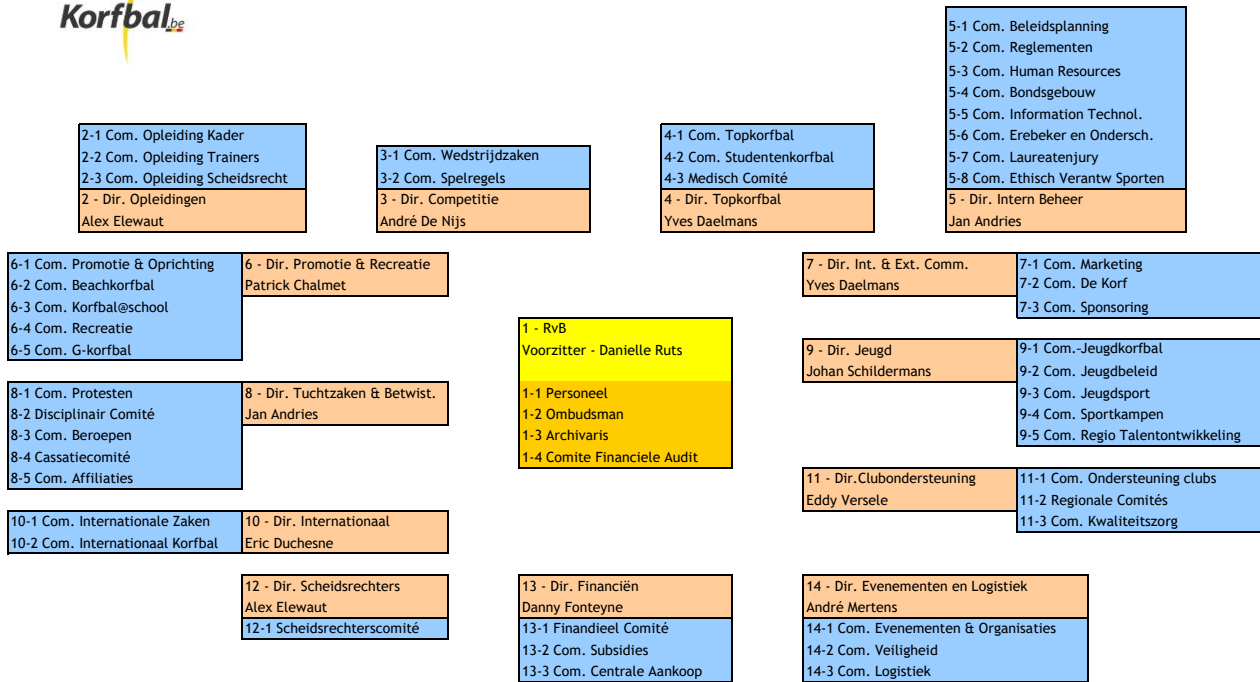 Korfbal.be
5-1 Com. Beleidsplanning
5-2 Com. Reglementen
5-3 Com. Human Resources
5-4 Com. Bondsgebouw
5-5 Com. Information Technol.
5-6 Com. Erebeker en Ondersch.
5-7 Com. Laureatenjury
5-8 Com. Ethisch Verantw Sporten
5 - Dir. Intern Beheer
Jan Andries
2-1 Com. Opleiding Kader
2-2 Com. Opleiding Trainers
2-3 Com. Opleiding Scheidsrecht
2 - Dir. Opleidingen
Alex Elewaut
3-1 Com. Wedstrijdzaken
3-2 Com. Spelregels
3 - Dir. Competitie
André De Nijs
4-1 Com. Topkorfbal
4-2 Com. Studentenkorfbal
4-3 Medisch Comité
4 - Dir. Topkorfbal
Yves Daelmans
6-1 Com. Promotie & Oprichting
6-2 Com. Beachkorfbal
6-3 Com. Korfbal@school
6-4 Com. Recreatie
6-5 Com. G-korfbal
6 - Dir. Promotie & Recreatie
Patrick Chalmet
7 - Dir. Int. & Ext. Comm.
Yves Daelmans
7-1 Com. Marketing
7-2 Com. De Korf
7-3 Com. Sponsoring
1 - RvB
Voorzitter - Danielle Ruts
1-1 Personeel
1-2 Ombudsman
1-3 Archivaris
1-4 Comite Financiele Audit
9 - Dir. Jeugd
Johan Schildermans
9-1 Com.-Jeugdkorfbal
9-2 Com. Jeugdbeleid
9-3 Com. Jeugdsport
9-4 Com. Sportkampen
9-5 Com. Regio Talentontwikkeling
8-1 Com. Protesten
8-2 Disciplinair Comité
8-3 Com. Beroepen
8-4 Cassatiecomité
8-5 Com. Affiliaties
8 - Dir. Tuchtzaken & Betwist.
Jan Andries
11 - Dir.Clubondersteuning
Eddy Versele
11-1 Com. Ondersteuning clubs
11-2 Regionale Comités
11-3 Com. Kwaliteitszorg
10-1 Com. Internationale Zaken
10-2 Com. Internationaal Korfbal
10 - Dir. Internationaal
Eric Duchesne
12 - Dir. Scheidsrechters
Alex Elewaut
12-1 Scheidsrechterscomité
13 - Dir. Financiën
Danny Fonteyne
13-1 Finandieel Comité
13-2 Com. Subsidies
13-3 Com. Centrale Aankoop
14 - Dir. Evenementen en Logistiek
André Mertens
14-1 Com. Evenementen & Organisaties
14-2 Com. Veiligheid
14-3 Com. Logistiek